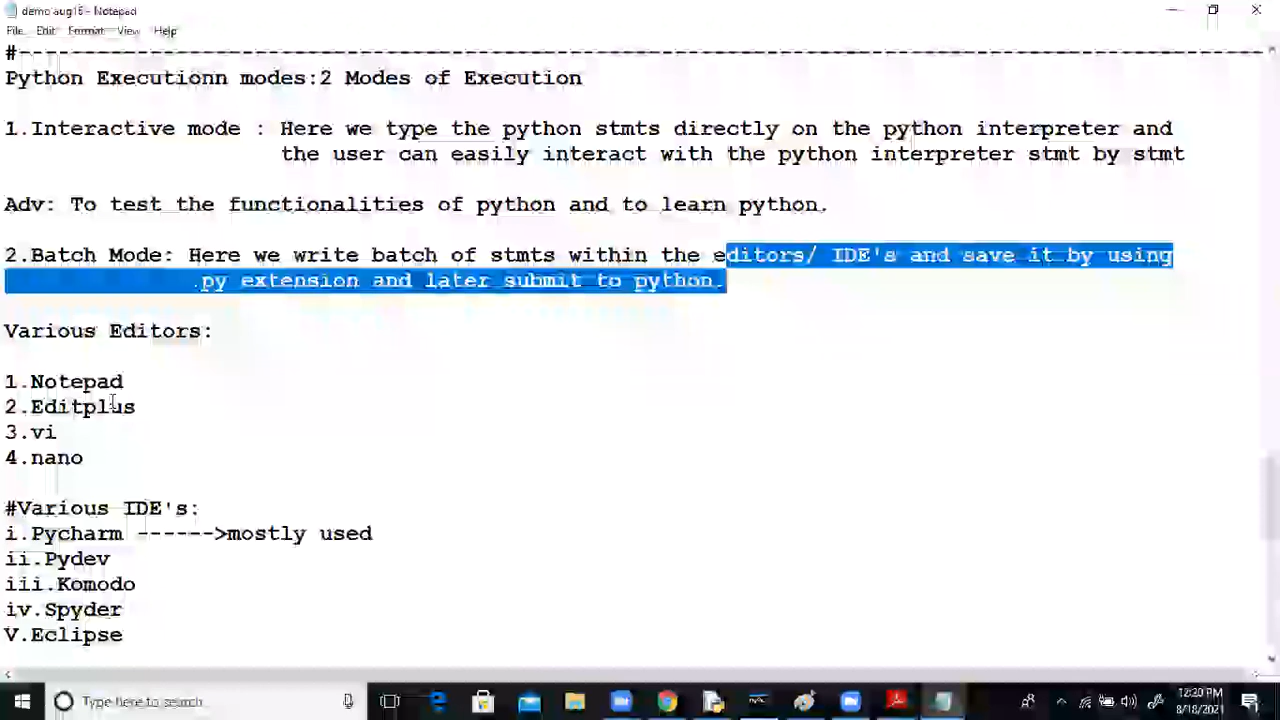 demo aug16 - Notepad
File Edit Format View Help
#-----------------------------------------------------------------------------------------------
Python Executionn modes:2 Modes of Execution
1.Interactive mode : Here we type the python stmts directly on the python interpreter and
the user can easily interact with the python interpreter stmt by stmt
Adv: To test the functionalities of python and to learn python.
2.Batch Mode: Here we write batch of stmts within the editors/ IDE's and save it by using
.py extension and later submit to python.
Various Editors:
1.Notepad
2.Editplus
3.vi
4.nano
#Various IDE's:
i.Pycharm ------>mostly used
ii.Pydev
iii.Komodo
iv.Spyder
V.Eclipse
Type here to search
12:20 PM
8/18/2021